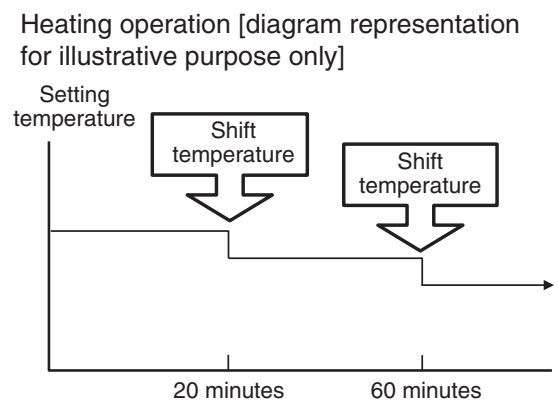 Heating operation [diagram representation
for illustrative purpose only]
Setting
temperature
Shift
temperature
Shift
temperature
20 minutes
60 minutes